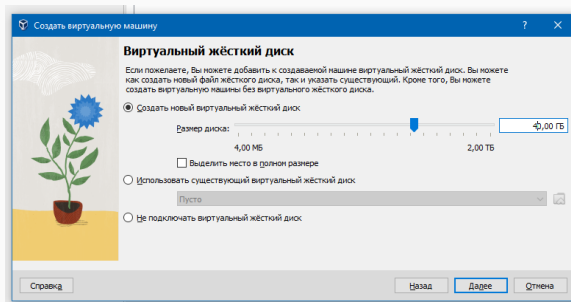 Создать виртуальную машину
Виртуальный жёсткий диск
Если пожелаете, Вы можете добавить к создаваемой машине виртуальный жёсткий диск. Вы можете
как создать новый файл жёсткого диска, так и указать существующий. Кроме того, Вы можете
создать виртуальную машину без виртуального жёсткого диска.
Создать новый виртуальный жёсткий диск
Размер диска: 40,00 ГБ
4,00 МБ 2,00 ТБ
Выделить место в полном размере
Использовать существующий виртуальный жёсткий диск
Пусто
Не подключать виртуальный жёсткий диск
Справка Назад Далее Отмена